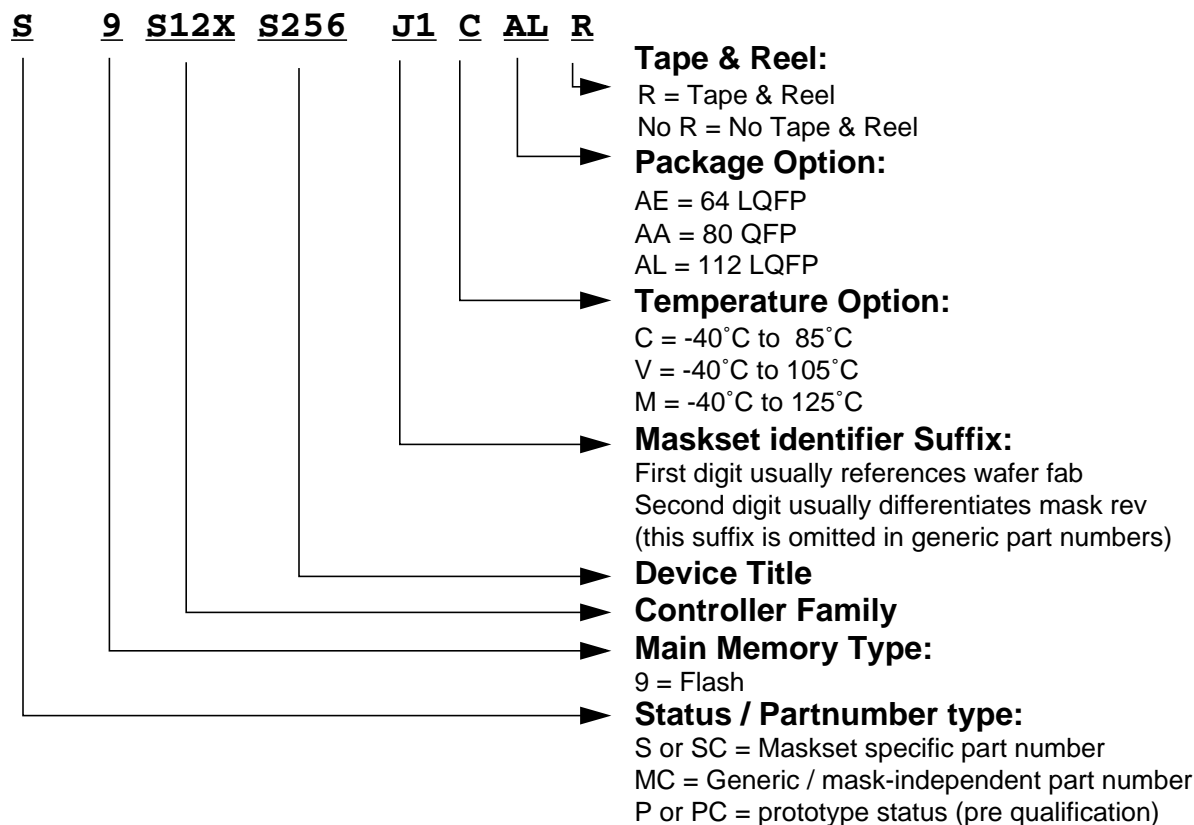 S 9 S12X S256 J1 C AL R
Tape & Reel:
R = Tape & Reel
No R = No Tape & Reel
Package Option:
AE = 64 LQFP
AA = 80 QFP
AL = 112 LQFP
Temperature Option:
C = -40˚C to 85˚C
V = -40˚C to 105˚C
M = -40˚C to 125˚C
Maskset identifier Suffix:
First digit usually references wafer fab
Second digit usually differentiates mask rev
(this suffix is omitted in generic part numbers)
Device Title
Controller Family
Main Memory Type:
9 = Flash
Status / Partnumber type:
S or SC = Maskset specific part number
MC = Generic / mask-independent part number
P or PC = prototype status (pre qualification)